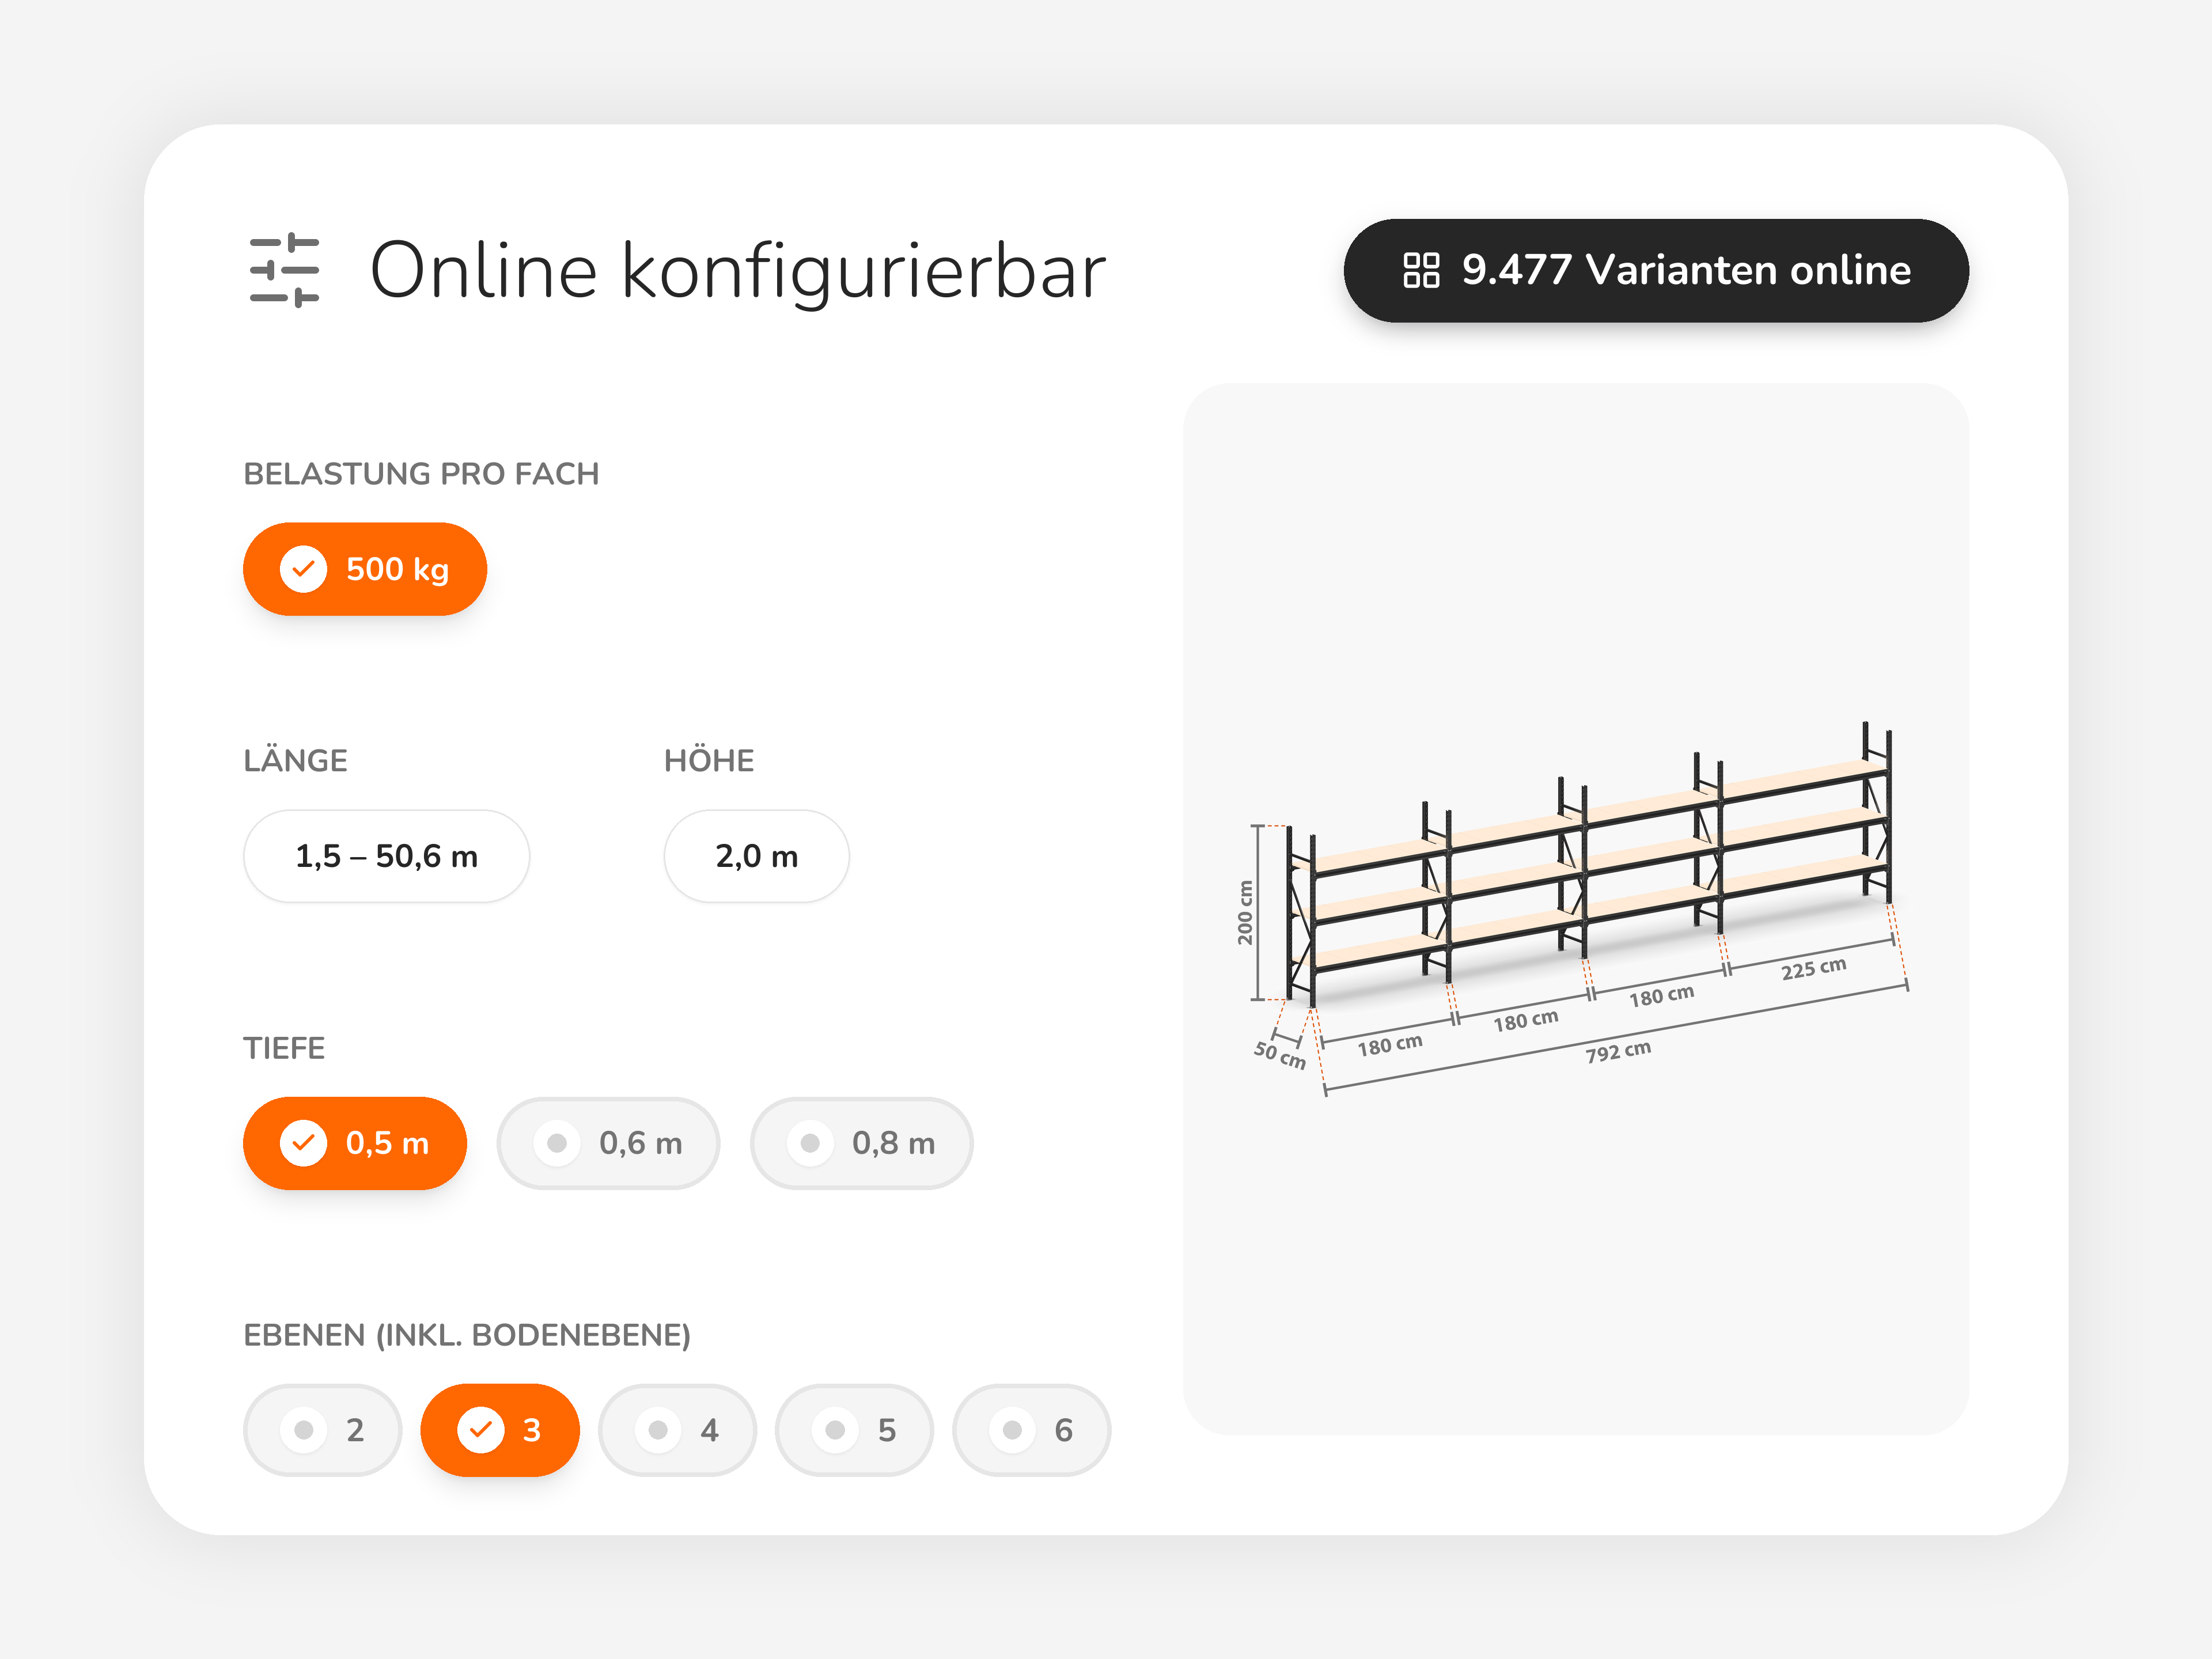 Online konfigurierbar
9.477 Varianten online
BELASTUNG PRO FACH
500 kg
LÄNGE
HÖHE
1,5 – 50,6 m
2,0 m
TIEFE
0,5 m
0,6 m
0,8 m
EBENEN (INKL. BODENEBENE)
2
3
4
5
6
200 cm
50 cm
180 cm
180 cm
180 cm
225 cm
792 cm